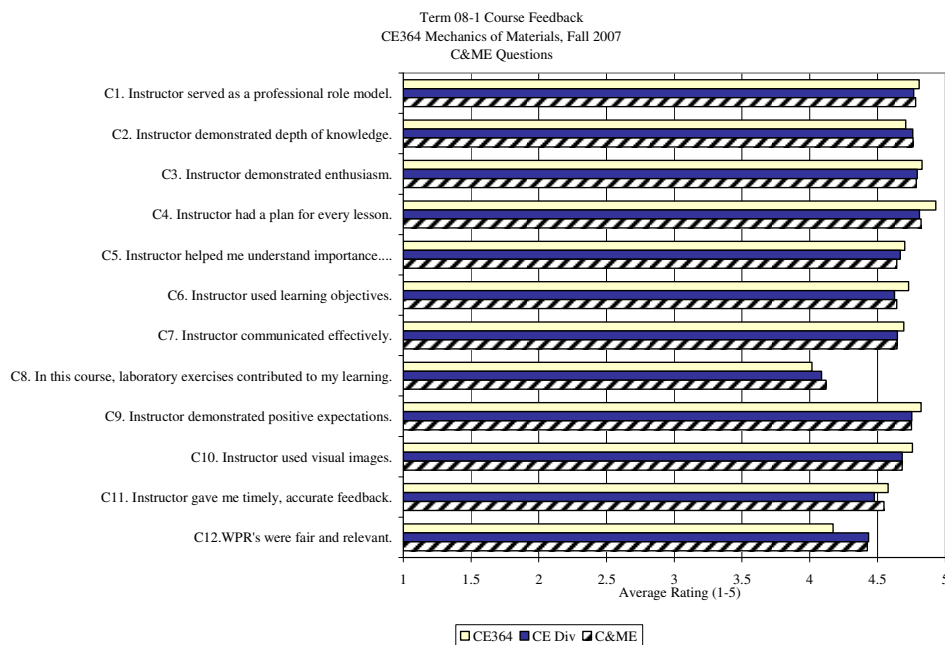 Term 08-1 Course Feedback
CE364 Mechanics of Materials, Fall 2007
C&ME Questions
C1. Instructor served as a professional role model.
C2. Instructor demonstrated depth of knowledge.
C3. Instructor demonstrated enthusiasm.
C4. Instructor had a plan for every lesson.
C5. Instructor helped me understand importance....
C6. Instructor used learning objectives.
C7. Instructor communicated effectively.
C8. In this course, laboratory exercises contributed to my learning.
C9. Instructor demonstrated positive expectations.
C10. Instructor used visual images.
C11. Instructor gave me timely, accurate feedback.
C12.WPR's were fair and relevant.
1 1.5 2 2.5 3 3.5 4 4.5 5
Average Rating (1-5)
CE364 CE Div C&ME